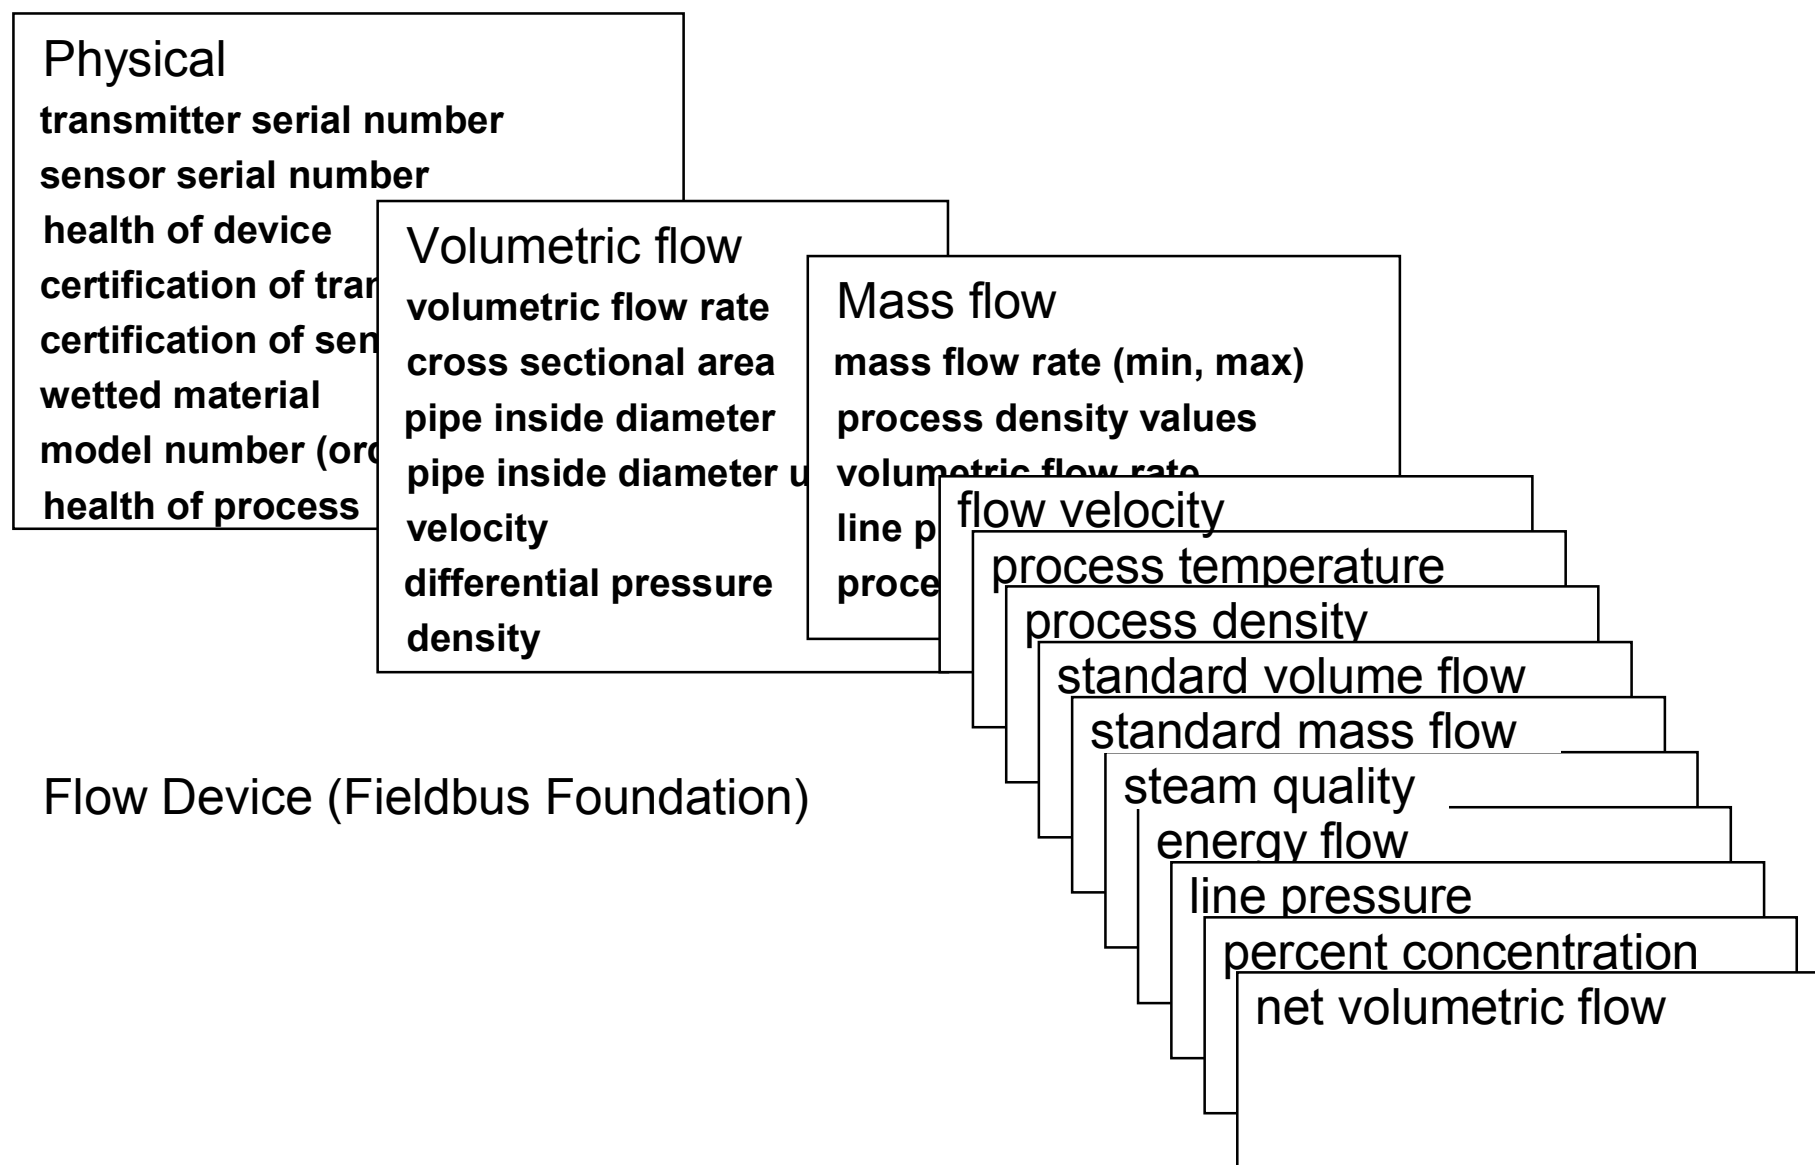 Physical
transmitter serial number
sensor serial number
health of device
certification of
certification of
wetted material
model number
health of process
Volumetric flow
volumetric flow rate
cross sectional area
pipe inside diameter
pipe inside diameter
velocity
differential pressure
density
Mass flow
mass flow rate (min, max)
process density values
volumetric flow rate
line
flow velocity
process temperature
process density
standard volume flow
standard mass flow
steam quality
energy flow
line pressure
percent concentration
net volumetric flow
Flow Device (Fieldbus Foundation)